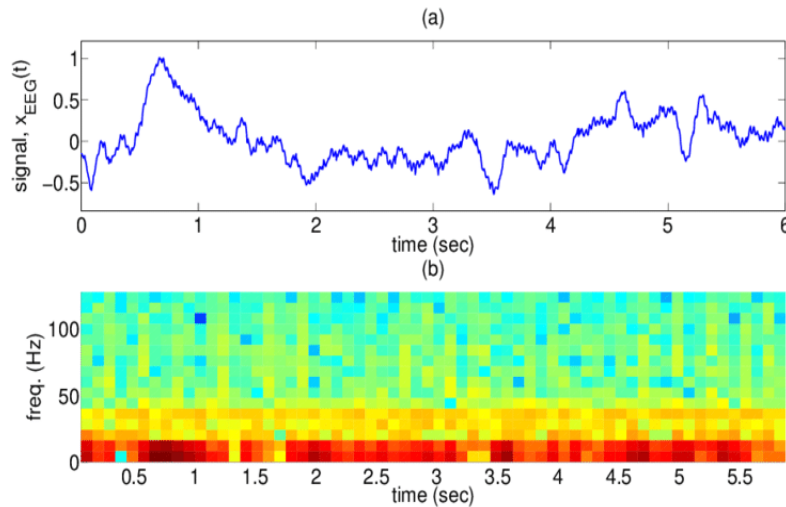 (a)
signal, x_EEG(t)
1
0.5
0
−0.5
0 1 2 3 4 5 6
time (sec)
(b)
freq. (Hz)
100
50
0
0.5 1 1.5 2 2.5 3 3.5 4 4.5 5 5.5
time (sec)